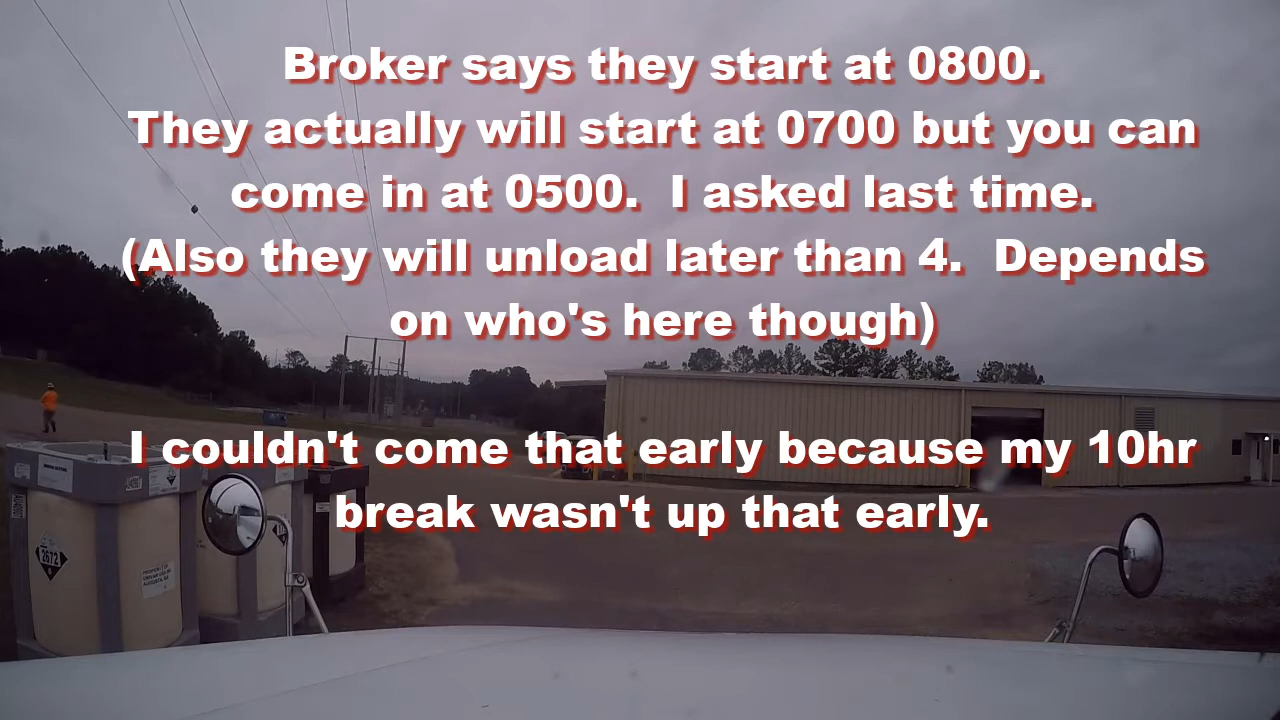 Broker says they start at 0800.
They actually will start at 0700 but you can
come in at 0500.  I asked last time.
(Also they will unload later than 4.  Depends
on who's here though)
I couldn't come that early because my 10hr
break wasn't up that early.
2672